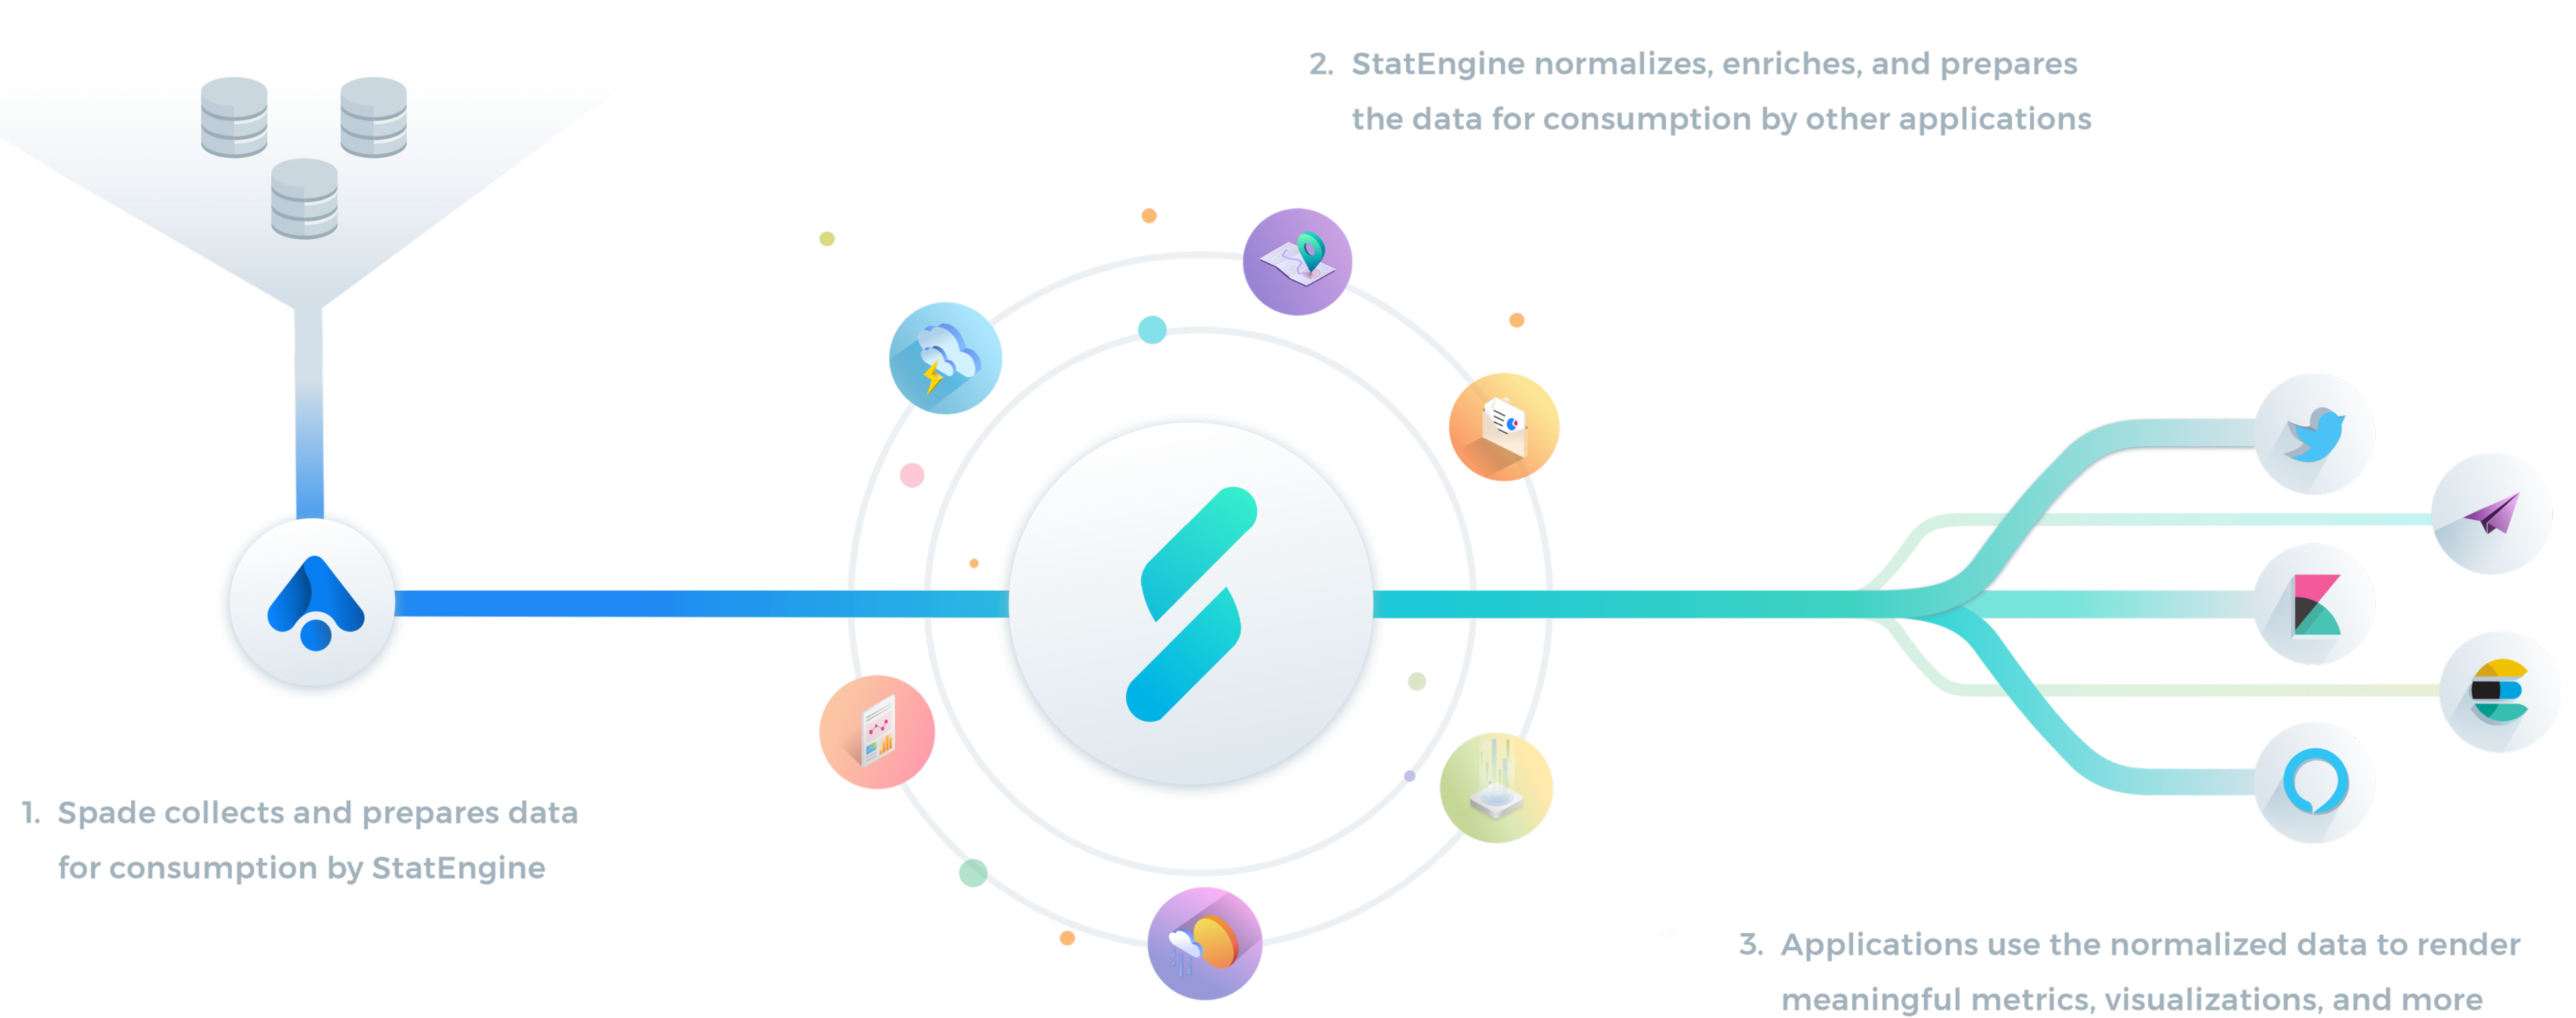 1. Spade collects and prepares data
for consumption by StatEngine
2. StatEngine normalizes, enriches, and prepares
the data for consumption by other applications
3. Applications use the normalized data to render
meaningful metrics, visualizations, and more